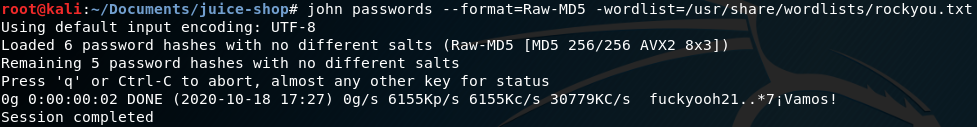 root@kali:~/Documents/juice-shop# john passwords --format=Raw-MD5 -wordlist=/usr/share/wordlists/rockyou.txt
Using default input encoding: UTF-8
Loaded 6 password hashes with no different salts (Raw-MD5 [MD5 256/256 AVX2 8x3])
Remaining 5 password hashes with no different salts
Press 'q' or Ctrl-C to abort, almost any other key for status
0g 0:00:00:02 DONE (2020-10-18 17:27) 0g/s 6155Kp/s 6155Kc/s 30779KC/s  fuckyooh21..*7¡Vamos!
Session completed